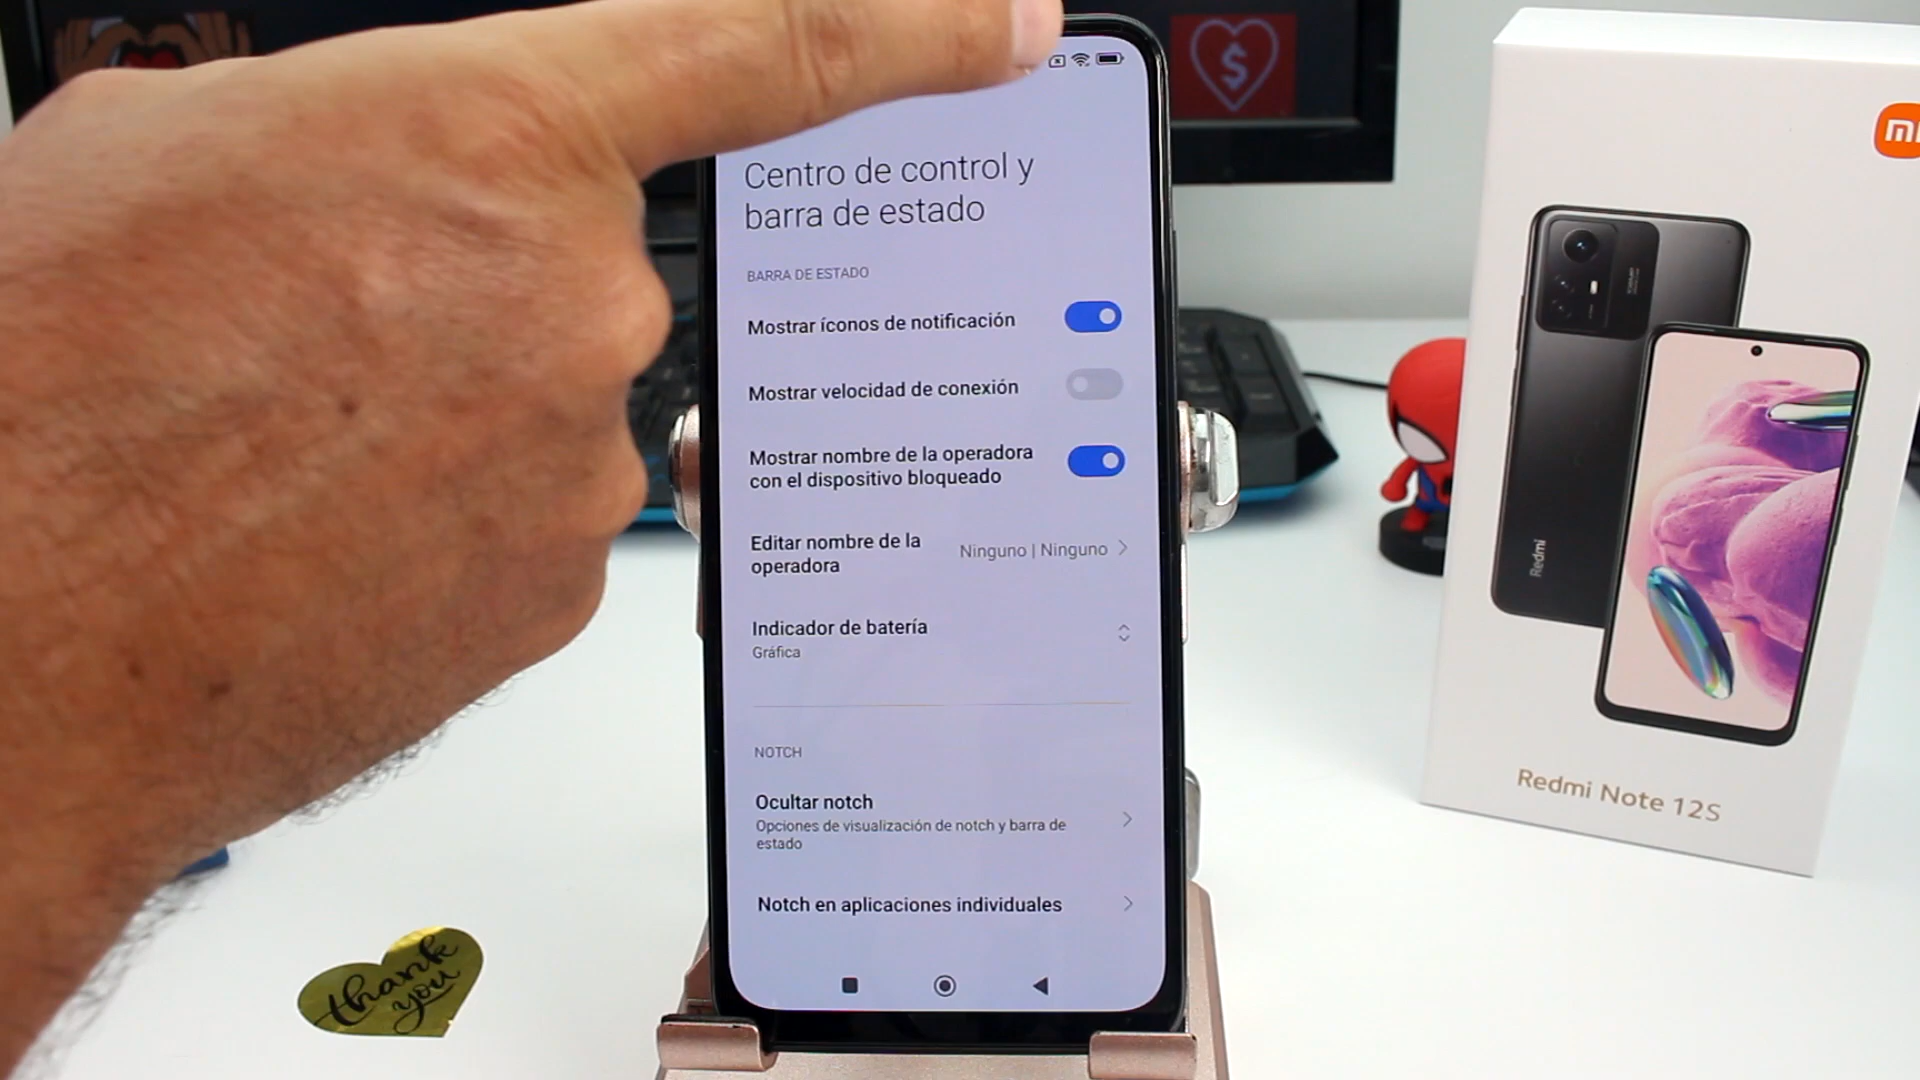 Centro de control y
barra de estado
BARRA DE ESTADO
Mostrar íconos de notificación
Mostrar velocidad de conexión
Mostrar nombre de la operadora
con el dispositivo bloqueado
Editar nombre de la
operadora
Ninguno | Ninguno
Indicador de batería
Gráfica
NOTCH
Ocultar notch
Opciones de visualización de notch y barra de
estado
Notch en aplicaciones individuales
thank
you
$
mi
Redmi
Redmi Note 12S